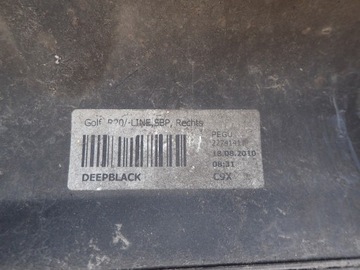 Golf R20/-LINE,SBP, Rechts
PEGU
18.08.2010
08:31
DEEPBLACK C9X